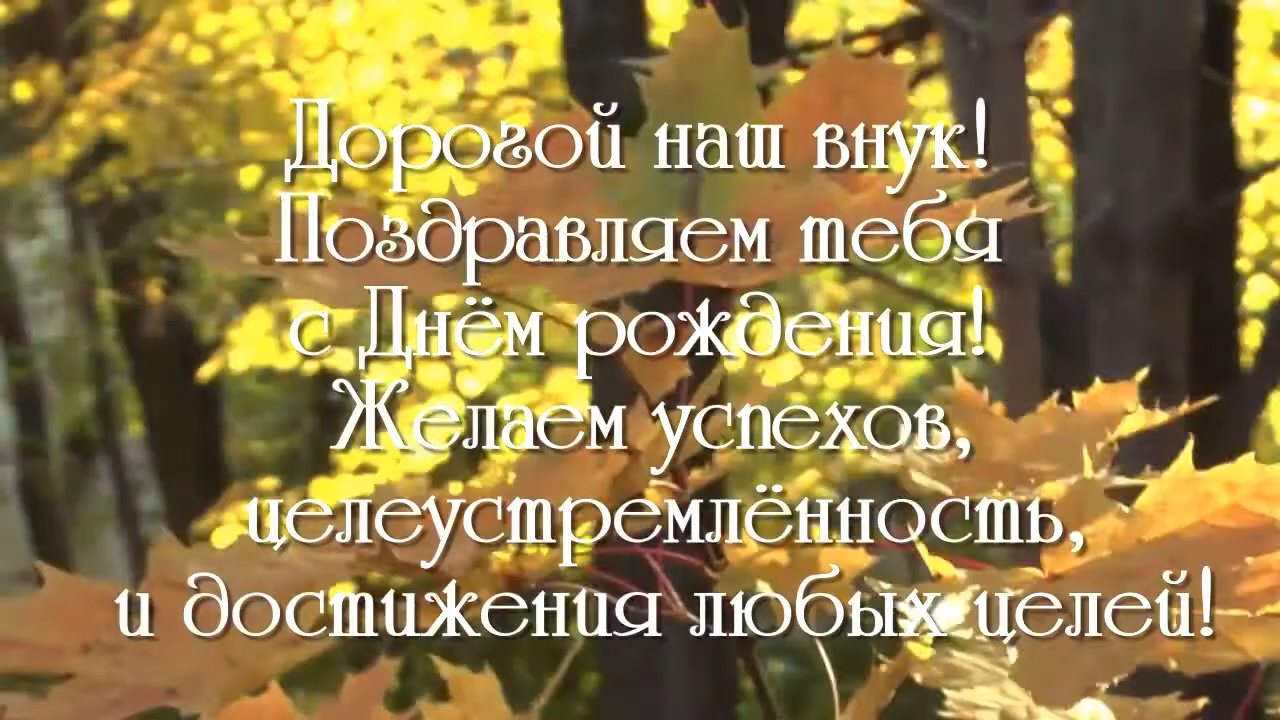 Дорогой наш внук!
Поздравляем тебя
с Днём рождения!
Желаем успехов,
целеустремлённость,
и достижения любых целей!